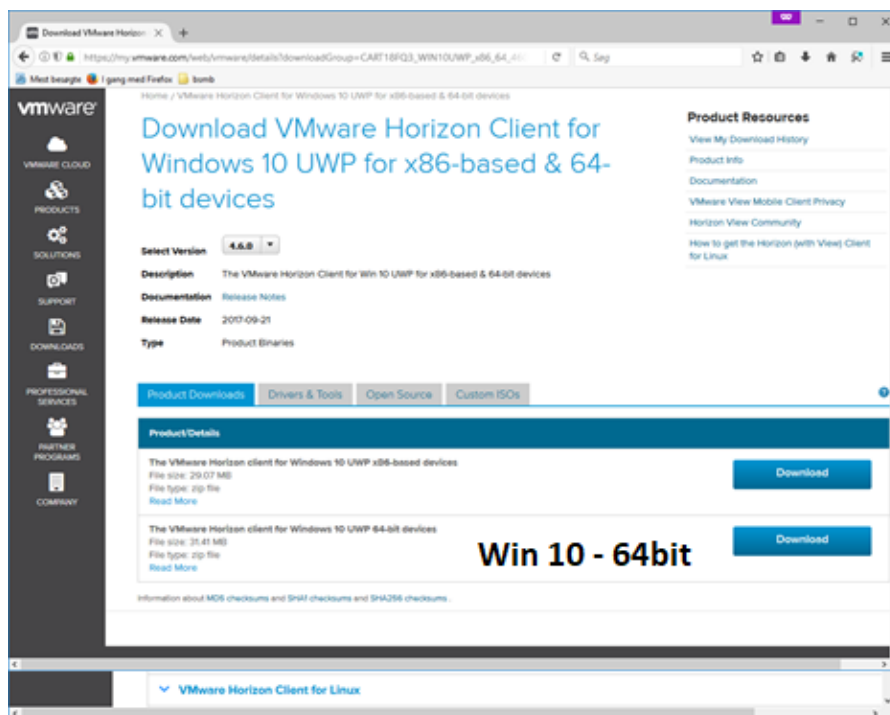 Download VMware Horizon
https://my.vmware.com/web/vmware/details?downloadGroup=CART18FQ3_WIN10UWP_x86_64
Søg
Mest besøgte
I gang med Firefox
bomb
vmware
VMWARE CLOUD
PRODUCTS
SOLUTIONS
SUPPORT
DOWNLOADS
PROFESSIONAL
SERVICES
PARTNER
PROGRAMS
COMPANY
Home / VMware Horizon Client for Windows 10 UWP for x86-based & 64-bit devices
Download VMware Horizon Client for
Windows 10 UWP for x86-based & 64-
bit devices
Select Version 4.6.0
Description The VMware Horizon Client for Win 10 UWP for x86-based & 64-bit devices
Documentation Release Notes
Release Date 2017-09-21
Type Product Binaries
Product Resources
View My Download History
Product Info
Documentation
VMware View Mobile Client Privacy
Horizon View Community
How to get the Horizon (with View) Client
for Linux
Product Downloads Drivers & Tools Open Source Custom ISOs
Product/Details
The VMware Horizon client for Windows 10 UWP x86-based devices
File size: 29.07 MB
File type: zip file
Read More
Download
The VMware Horizon client for Windows 10 UWP 64-bit devices
File size: 31.41 MB
File type: zip file
Read More
Win 10 - 64bit
Download
Information about MD5 checksums and SHA1 checksums and SHA256 checksums .
VMware Horizon Client for Linux